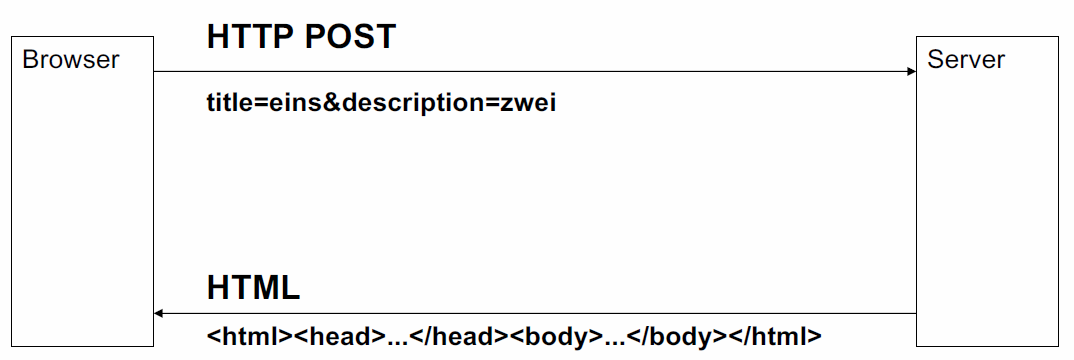 HTTP POST
Browser
Server
title=eins&description=zwei
HTML
<html><head>...</head><body>...</body></html>